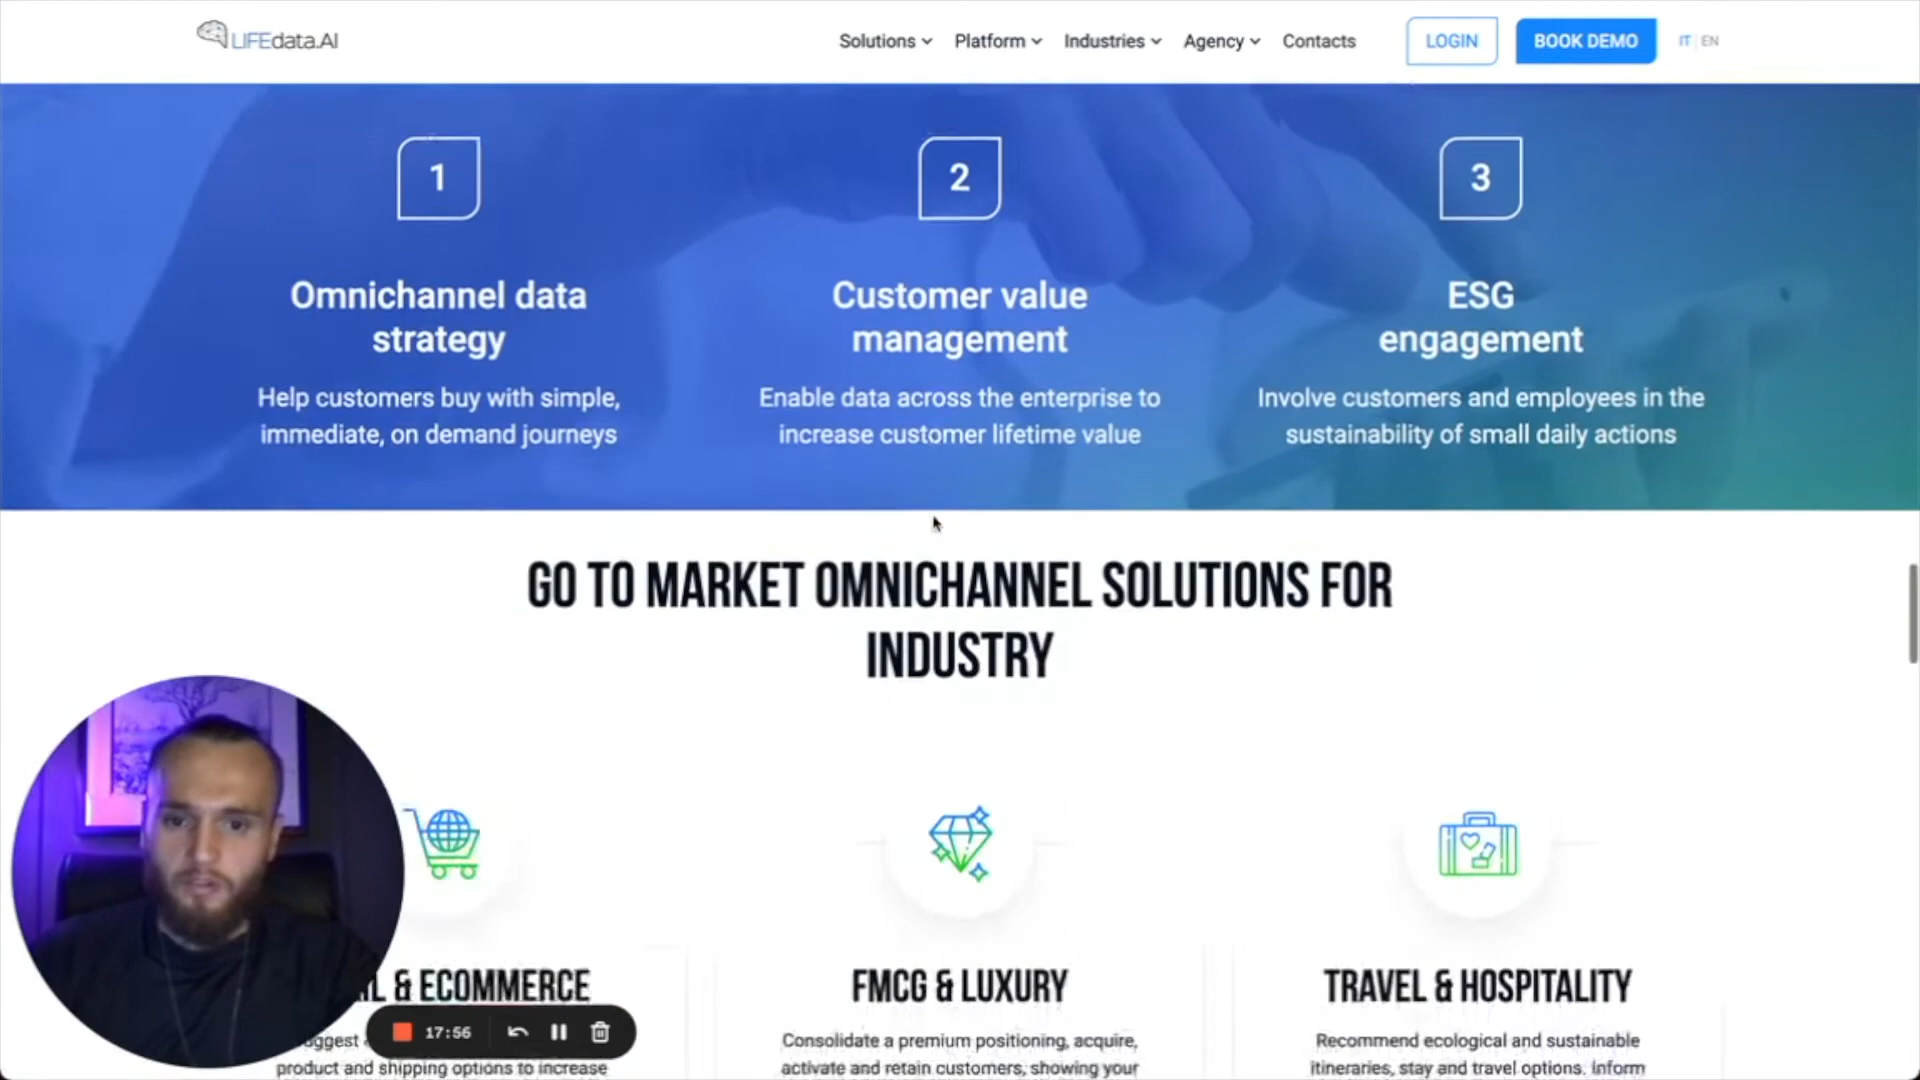 LIFEdata.AI
Solutions Platform Industries Agency Contacts LOGIN BOOK DEMO IT | EN
1
2
3
Omnichannel data
strategy
Help customers buy with simple,
immediate, on demand journeys
Customer value
management
Enable data across the enterprise to
increase customer lifetime value
ESG
engagement
Involve customers and employees in the
sustainability of small daily actions
GO TO MARKET OMNICHANNEL SOLUTIONS FOR
INDUSTRY
& ECOMMERCE
product and shipping options to increase
FMCG & LUXURY
Consolidate a premium positioning, acquire,
activate and retain customers, showing your
TRAVEL & HOSPITALITY
Recommend ecological and sustainable
itineraries, stay and travel options. Inform
17:56